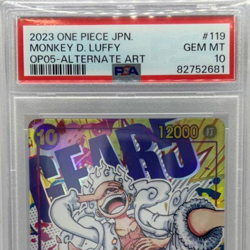 2023 ONE PIECE JPN. #119
MONKEY D. LUFFY GEM MT
OP05-ALTERNATE ART 10
PSA 82752681
10 12000